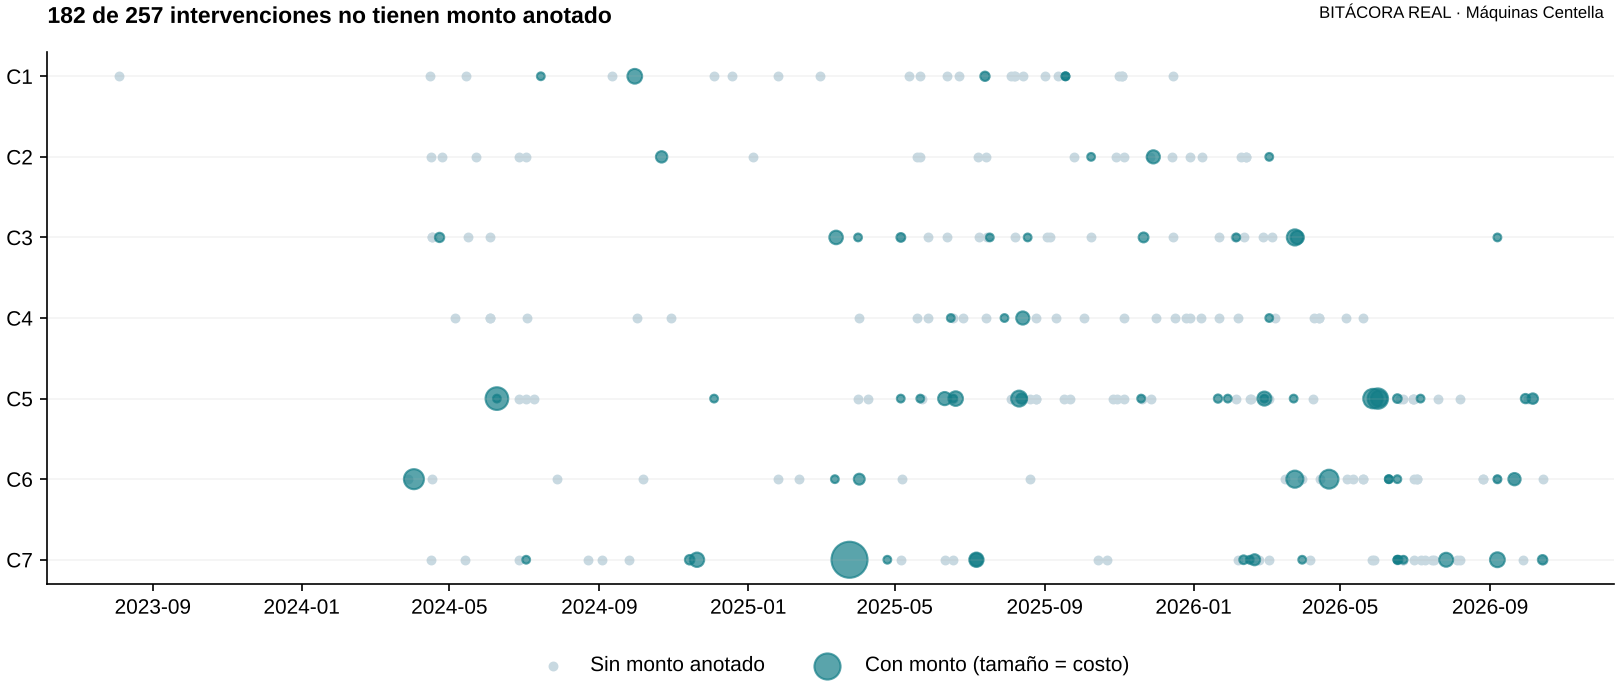 182 de 257 intervenciones no tienen monto anotado
BITÁCORA REAL · Máquinas Centella
C1
C2
C3
C4
C5
C6
C7
2023-09 2024-01 2024-05 2024-09 2025-01 2025-05 2025-09 2026-01 2026-05 2026-09
Sin monto anotado Con monto (tamaño = costo)